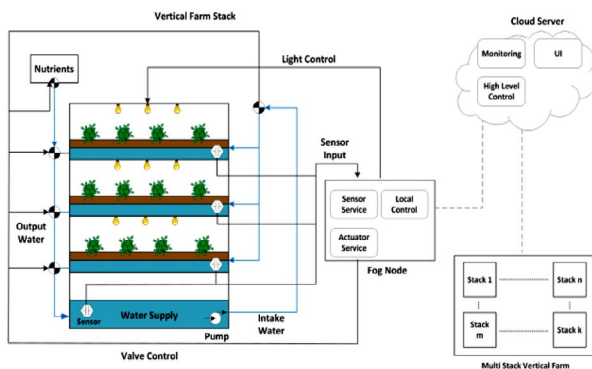 Vertical Farm Stack
Cloud Server
Nutrients
Light Control
Monitoring
UI
High Level
Control
Sensor
Input
Sensor
Service
Local
Control
Actuator
Service
Fog Node
Output
Water
Water Supply
Sensor
Pump
Intake
Water
Valve Control
Stack 1
Stack n
Stack
m
Stack k
Multi Stack Vertical Farm